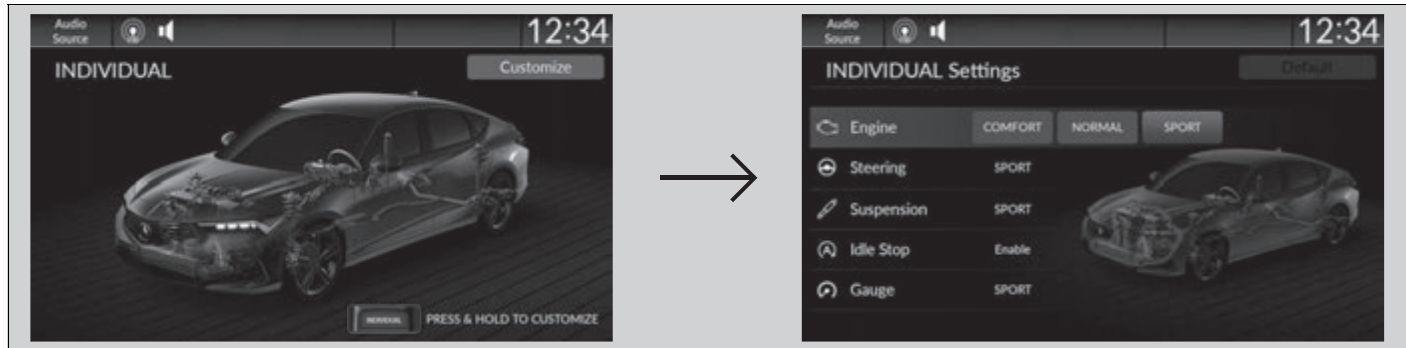 Audio
Source
12:34
INDIVIDUAL
Customize
INDIVIDUAL
PRESS & HOLD TO CUSTOMIZE
Audio
Source
12:34
INDIVIDUAL Settings
Default
Engine COMFORT NORMAL SPORT
Steering SPORT
Suspension SPORT
A Idle Stop Enable
Gauge SPORT